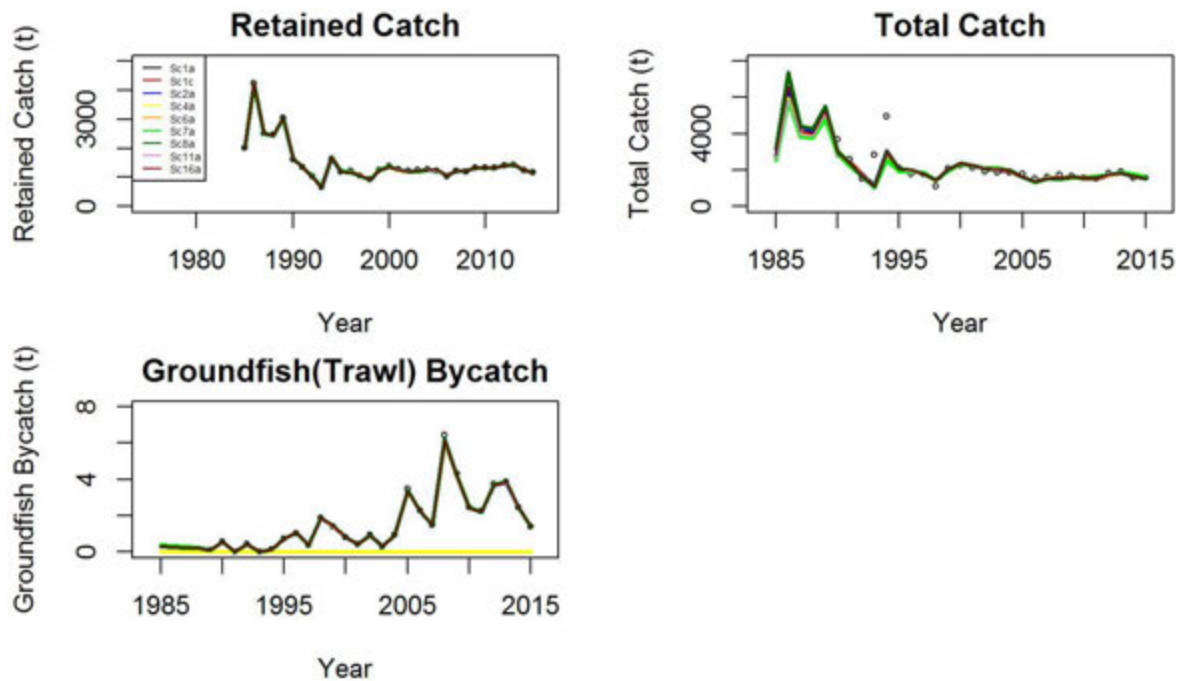 Retained Catch
Retained Catch (t)
3000
0
Sc1a
Sc1c
Sc2a
Sc4a
Sc6a
Sc7a
Sc8a
Sc11a
Sc16a
1980 1990 2000 2010
Year
Total Catch
Total Catch (t)
4000
0
1985 1995 2005 2015
Year
Groundfish(Trawl) Bycatch
Groundfish Bycatch (t)
8
4
0
1985 1995 2005 2015
Year